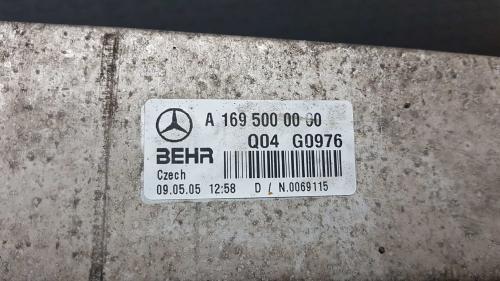 A 169 500 00 00
BEHR Q04 G0976
Czech
09.05.05 12:58 D / N.0069115